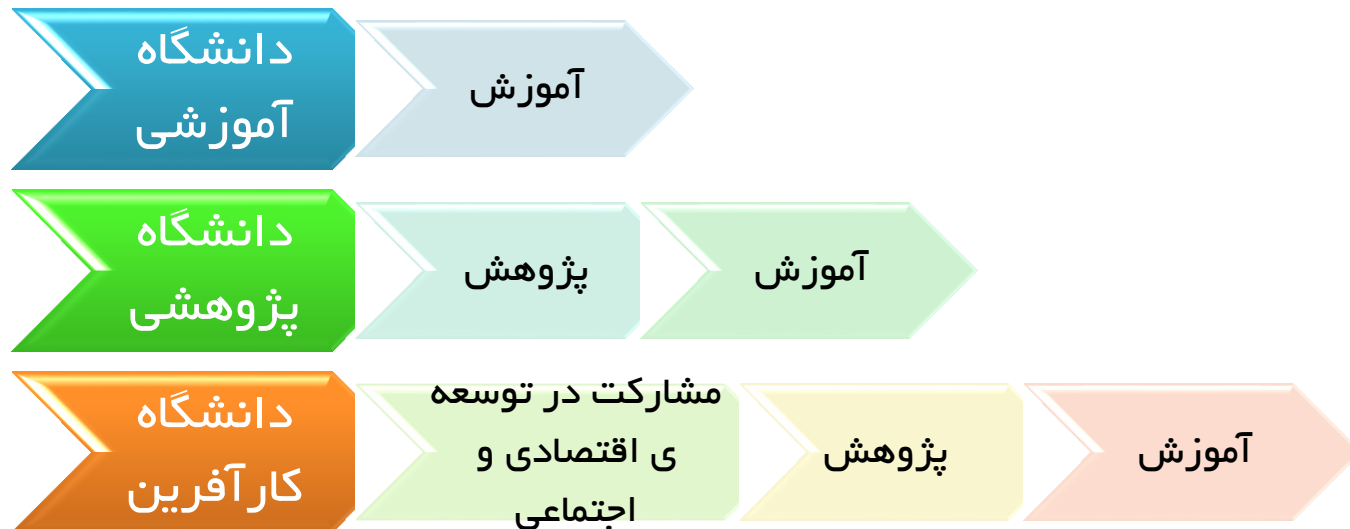 دانشگاه
آموزشی
آموزش
دانشگاه
پژوهشی
پژوهش
آموزش
دانشگاه
کارآفرین
مشارکت در توسعه
ی اقتصادی و
اجتماعی
پژوهش
آموزش